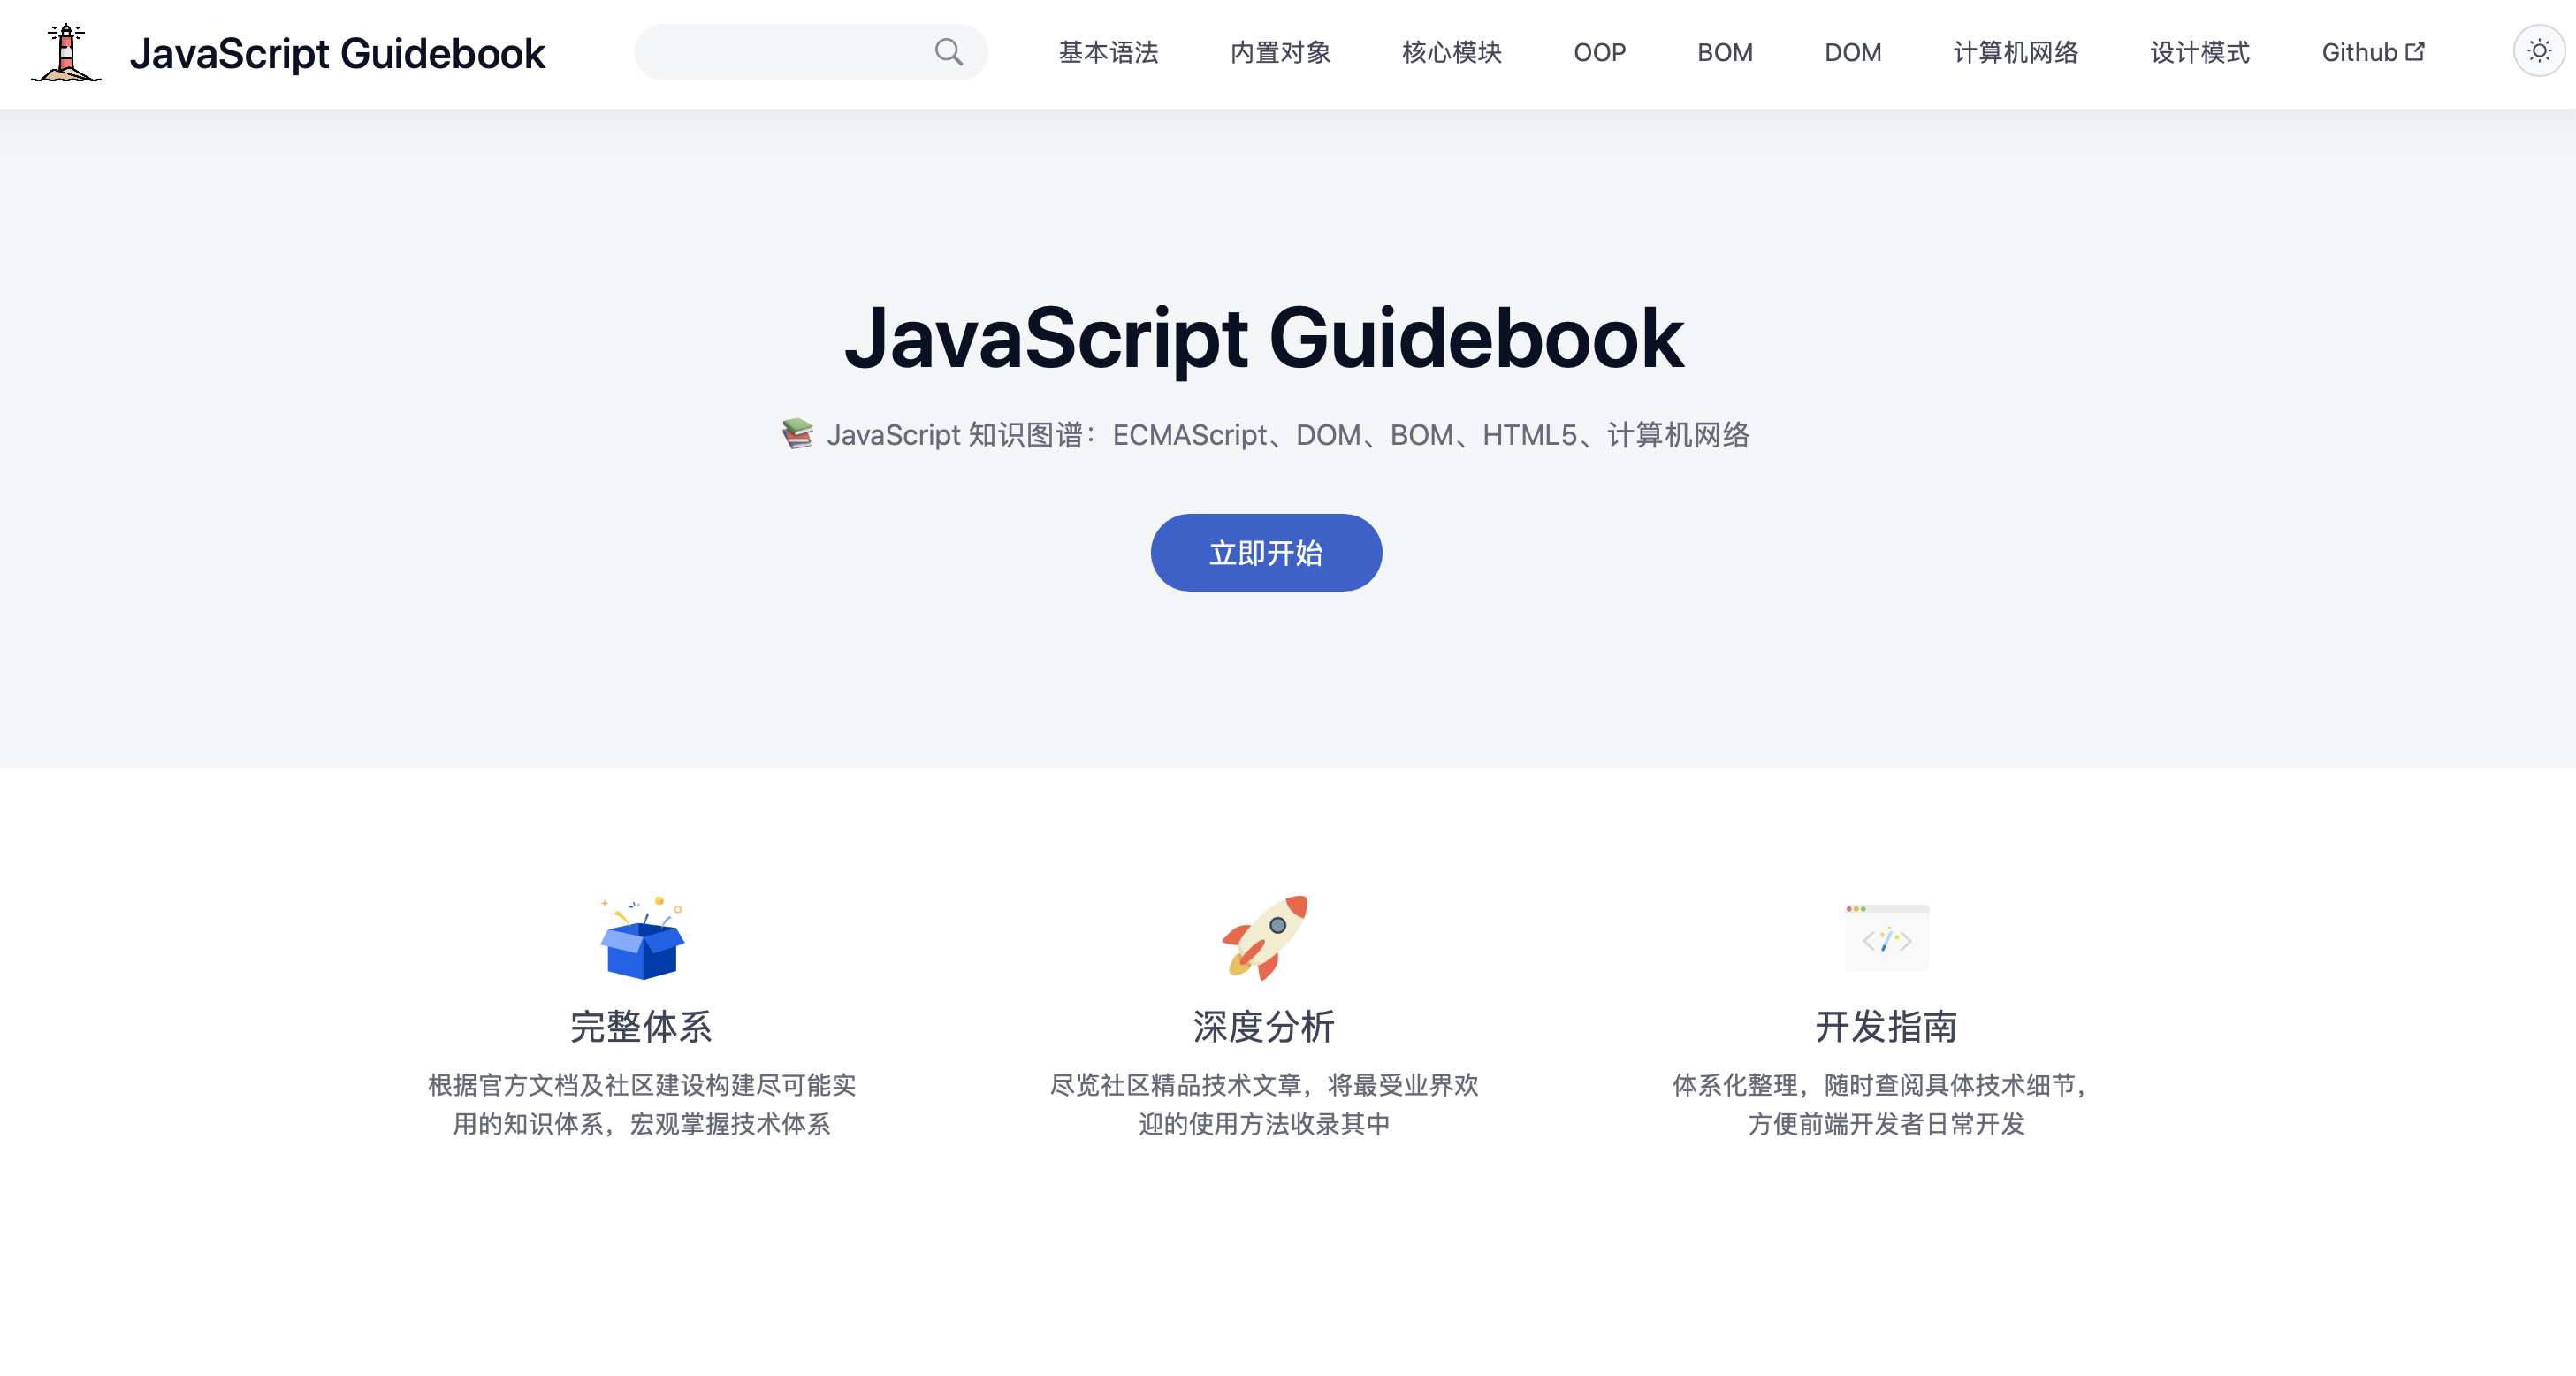 JavaScript Guidebook
基本语法 内置对象 核心模块 OOP BOM DOM 计算机网络 设计模式 Github
JavaScript Guidebook
📚 JavaScript 知识图谱：ECMAScript、DOM、BOM、HTML5、计算机网络
立即开始
完整体系
根据官方文档及社区建设构建尽可能实
用的知识体系，宏观掌握技术体系
深度分析
尽览社区精品技术文章，将最受业界欢
迎的使用方法收录其中
开发指南
体系化整理，随时查阅具体技术细节，
方便前端开发者日常开发